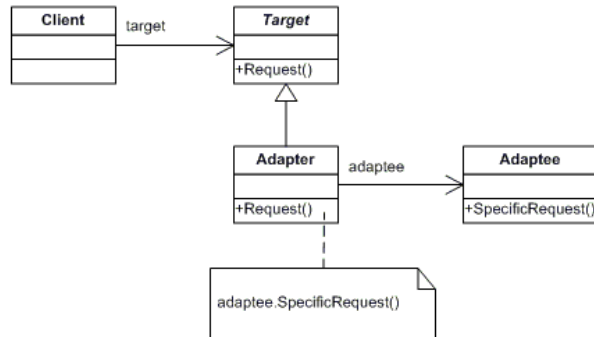 Client
target
Target
+Request()
Adapter
+Request()
adaptee
Adaptee
+SpecificRequest()
adaptee.SpecificRequest()